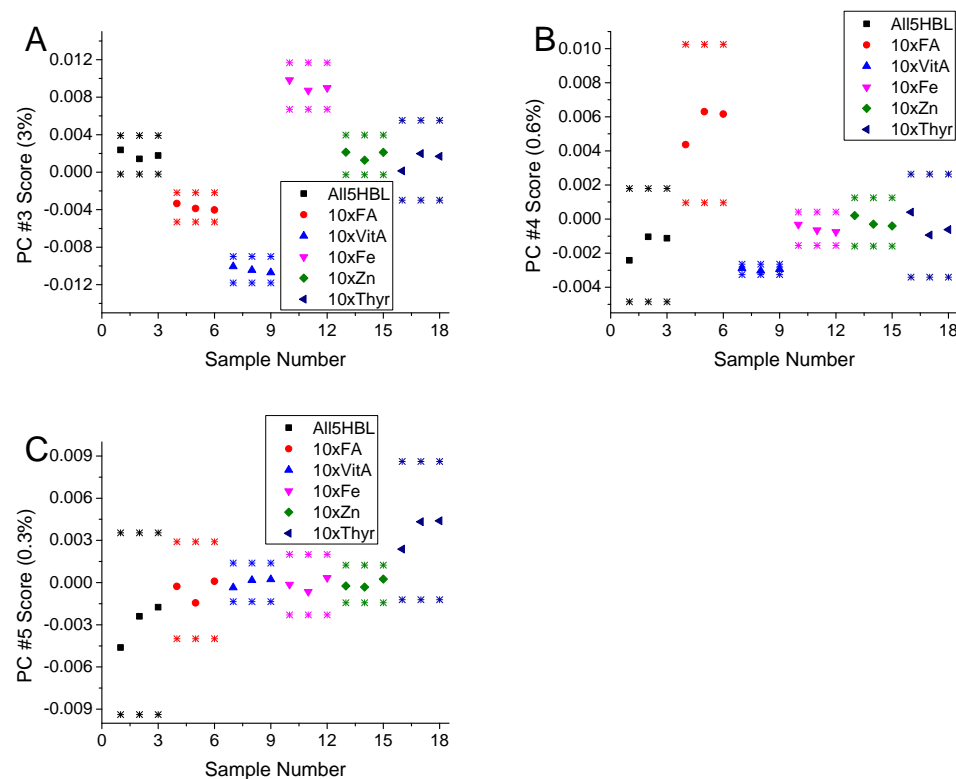 A
PC #3 Score (3%)
0.012
0.008
0.004
0.000
-0.004
-0.008
-0.012
0 3 6 9 12 15 18
Sample Number
All5HBL
10xFA
10xVitA
10xFe
10xZn
10xThyr
B
PC #4 Score (0.6%)
0.010
0.008
0.006
0.004
0.002
0.000
-0.002
-0.004
0 3 6 9 12 15 18
Sample Number
All5HBL
10xFA
10xVitA
10xFe
10xZn
10xThyr
C
PC #5 Score (0.3%)
0.009
0.006
0.003
0.000
-0.003
-0.006
-0.009
0 3 6 9 12 15 18
Sample Number
All5HBL
10xFA
10xVitA
10xFe
10xZn
10xThyr